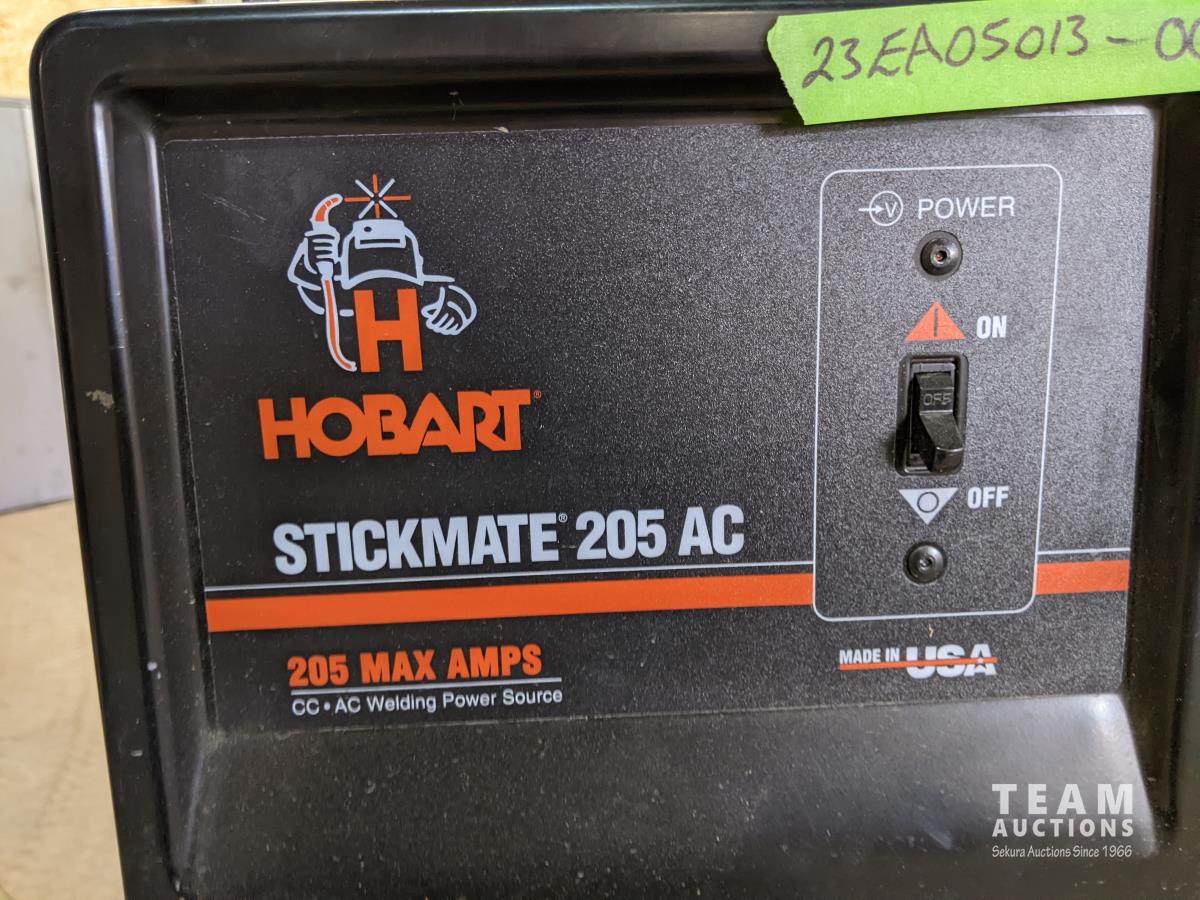 23EA05013-00
POWER
V
ON
OFF
OFF
H
HOBART®
STICKMATE® 205 AC
205 MAX AMPS
CC • AC Welding Power Source
MADE IN USA
TEAM
AUCTIONS
Sekura Auctions Since 1966